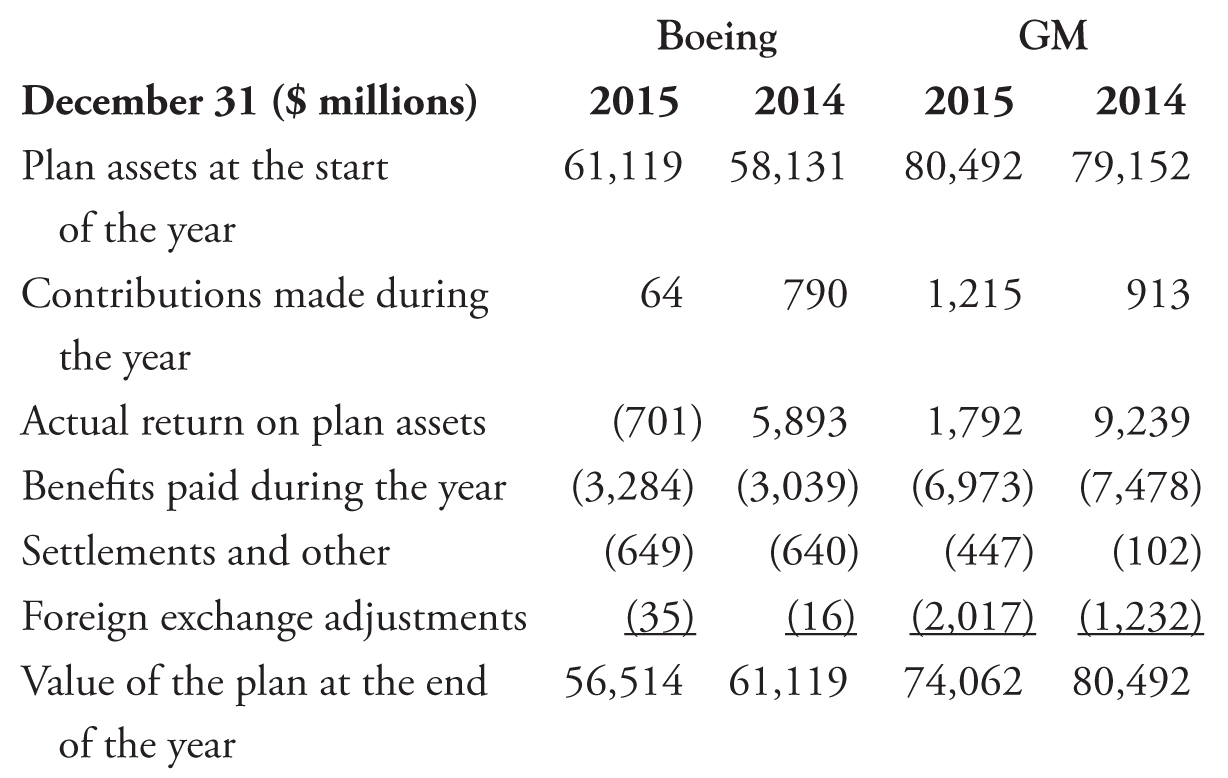 Boeing GM
December 31 ($ millions) 2015 2014 2015 2014
Plan assets at the start 61,119 58,131 80,492 79,152
of the year
Contributions made during 64 790 1,215 913
the year
Actual return on plan assets (701) 5,893 1,792 9,239
Benefits paid during the year (3,284) (3,039) (6,973) (7,478)
Settlements and other (649) (640) (447) (102)
Foreign exchange adjustments (35) (16) (2,017) (1,232)
Value of the plan at the end 56,514 61,119 74,062 80,492
of the year